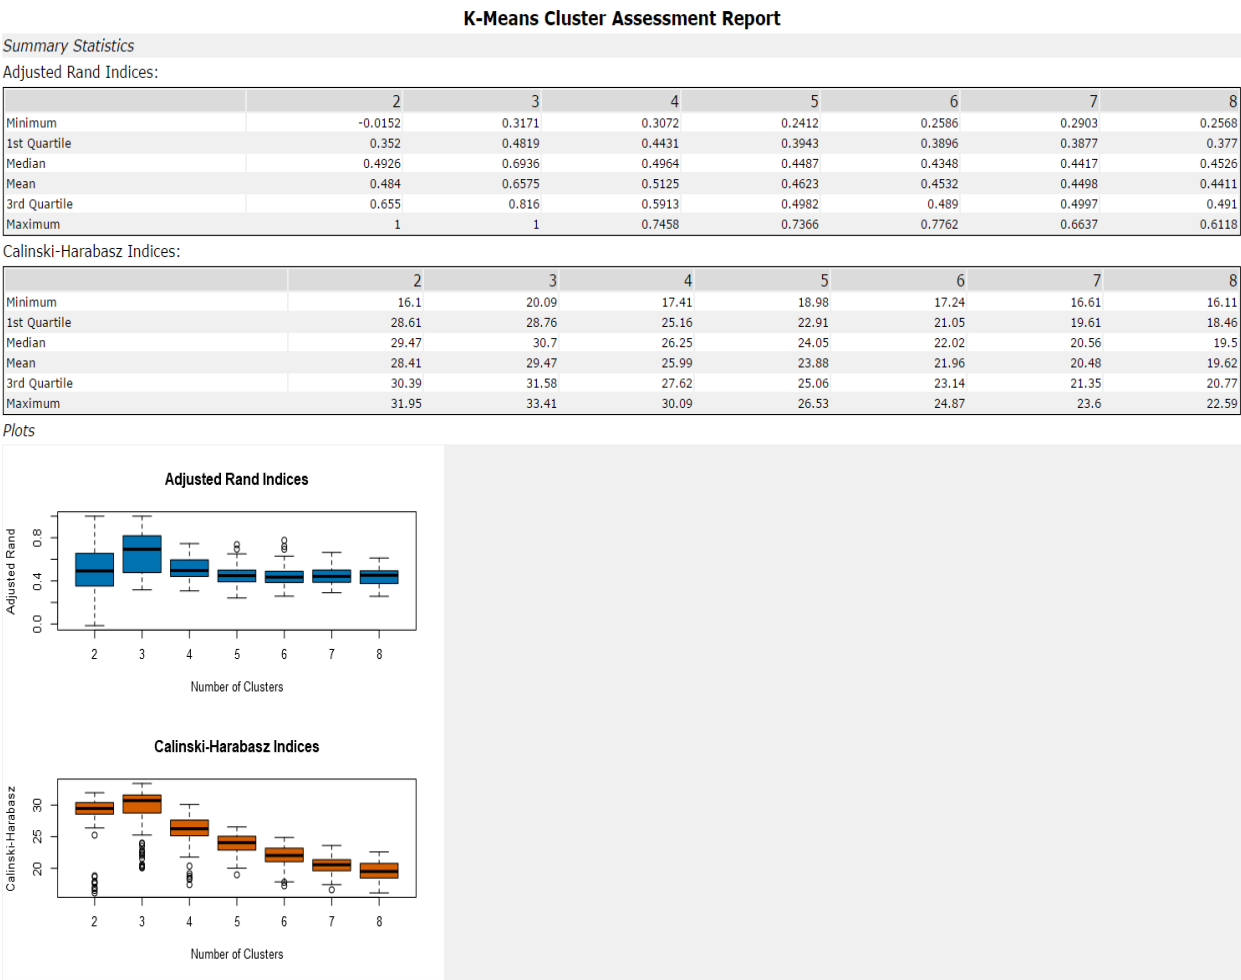 K-Means Cluster Assessment Report
Summary Statistics
Adjusted Rand Indices:
2 3 4 5 6 7 8
Minimum -0.0152 0.3171 0.3072 0.2412 0.2586 0.2903 0.2568
1st Quartile 0.352 0.4819 0.4431 0.3943 0.3896 0.3877 0.377
Median 0.4926 0.6936 0.4964 0.4487 0.4348 0.4417 0.4526
Mean 0.484 0.6575 0.5125 0.4623 0.4532 0.4498 0.4411
3rd Quartile 0.655 0.816 0.5913 0.4982 0.489 0.4997 0.491
Maximum 1 1 0.7458 0.7366 0.7762 0.6637 0.6118
Calinski-Harabasz Indices:
2 3 4 5 6 7 8
Minimum 16.1 20.09 17.41 18.98 17.24 16.61 16.11
1st Quartile 28.61 28.76 25.16 22.91 21.05 19.61 18.46
Median 29.47 30.7 26.25 24.05 22.02 20.56 19.5
Mean 28.41 29.47 25.99 23.88 21.96 20.48 19.62
3rd Quartile 30.39 31.58 27.62 25.06 23.14 21.35 20.77
Maximum 31.95 33.41 30.09 26.53 24.87 23.6 22.59
Plots
Adjusted Rand Indices
Adjusted Rand
0.8
0.4
0.0
2 3 4 5 6 7 8
Number of Clusters
Calinski-Harabasz Indices
Calinski-Harabasz
30
25
20
2 3 4 5 6 7 8
Number of Clusters